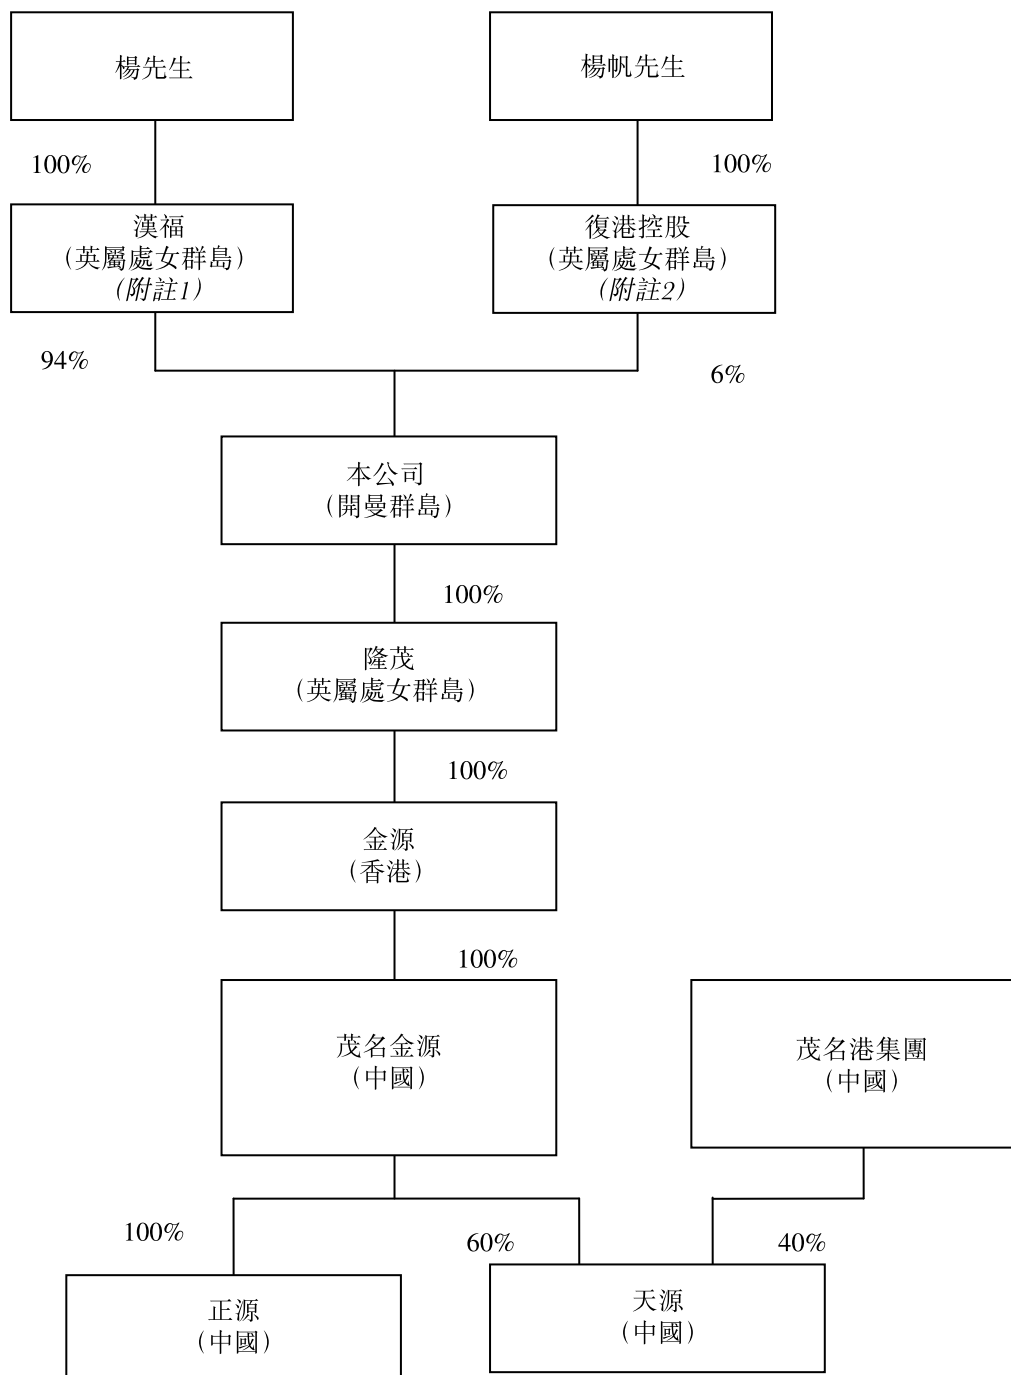 楊先生
楊帆先生
100%
100%
漢福
(英屬處女群島)
(附註1)
復港控股
(英屬處女群島)
(附註2)
94%
6%
本公司
(開曼群島)
100%
隆茂
(英屬處女群島)
100%
金源
(香港)
100%
茂名金源
(中國)
茂名港集團
(中國)
100%
60%
40%
正源
(中國)
天源
(中國)